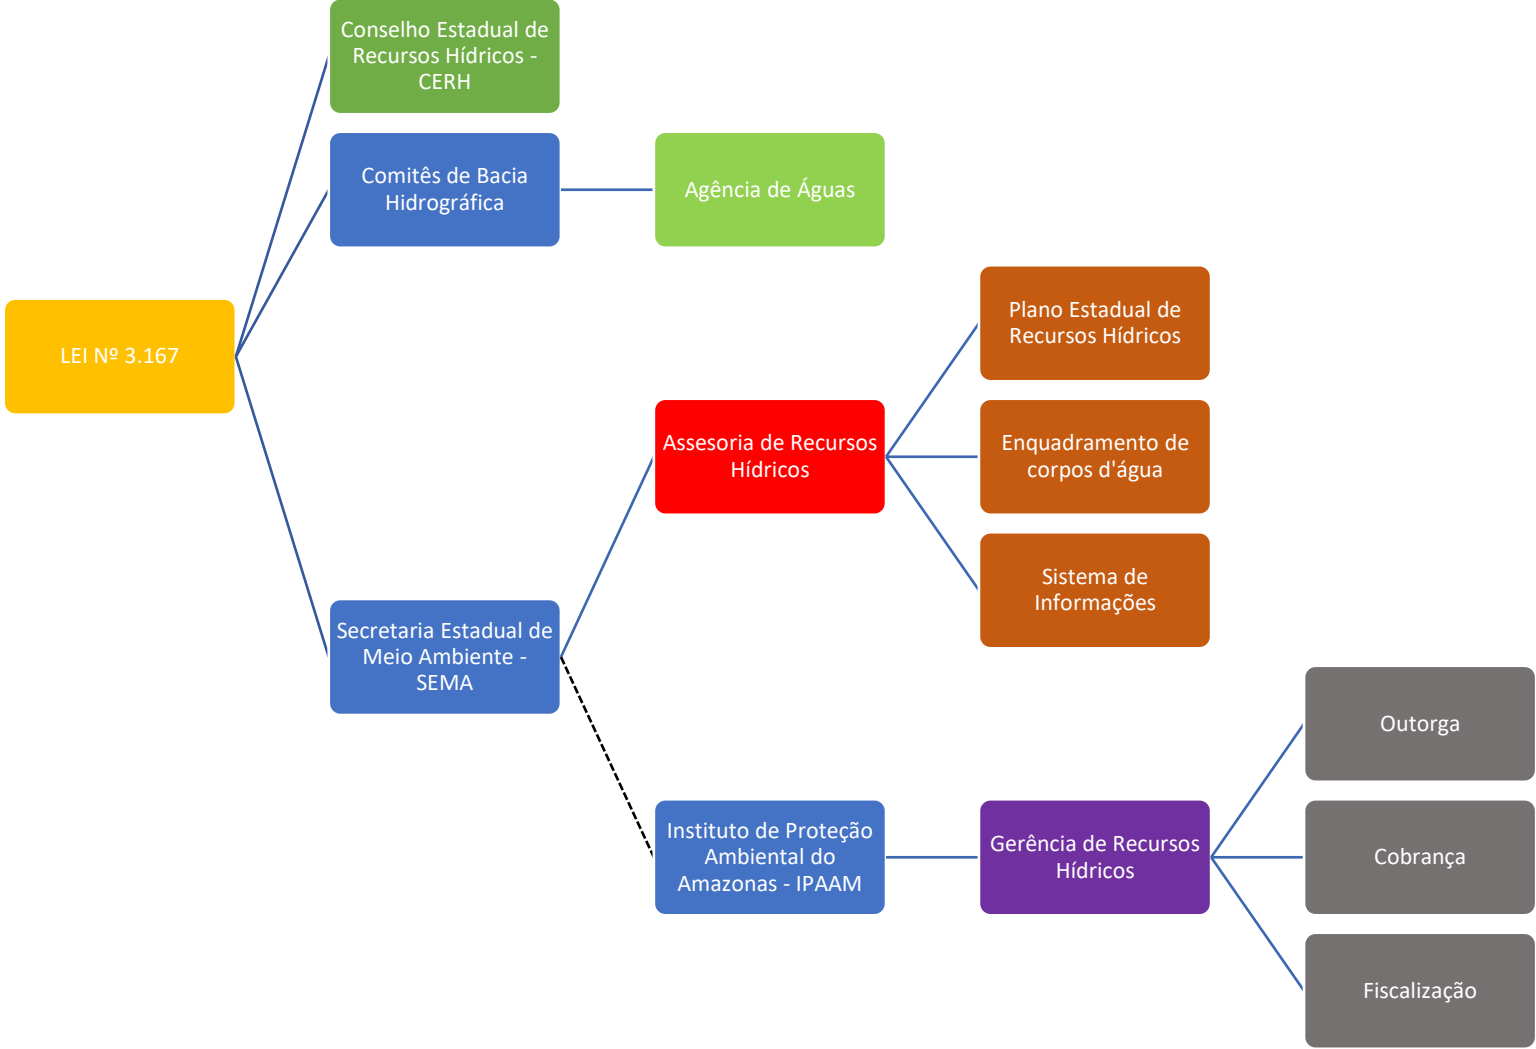 Conselho Estadual de
Recursos Hídricos -
CERH
Comitês de Bacia
Hidrográfica
Agência de Águas
LEI Nº 3.167
Plano Estadual de
Recursos Hídricos
Assesoria de Recursos
Hídricos
Enquadramento de
corpos d'água
Sistema de
Informações
Secretaria Estadual de
Meio Ambiente -
SEMA
Instituto de Proteção
Ambiental do
Amazonas - IPAAM
Gerência de Recursos
Hídricos
Outorga
Cobrança
Fiscalização